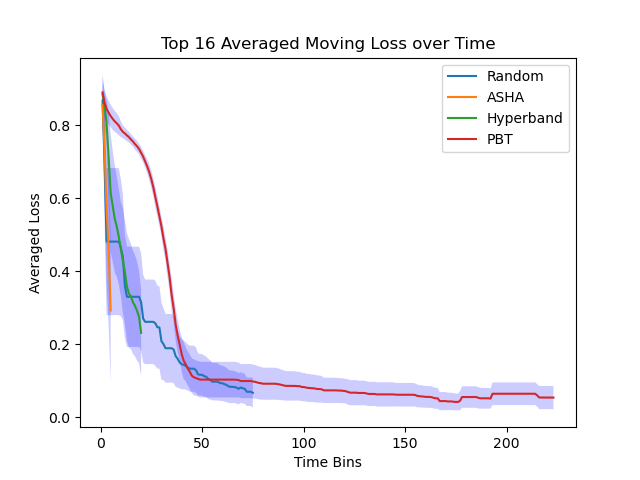 Top 16 Averaged Moving Loss over Time
Random
ASHA
Hyperband
PBT
Averaged Loss
0.8
0.6
0.4
0.2
0.0
0 50 100 150 200
Time Bins